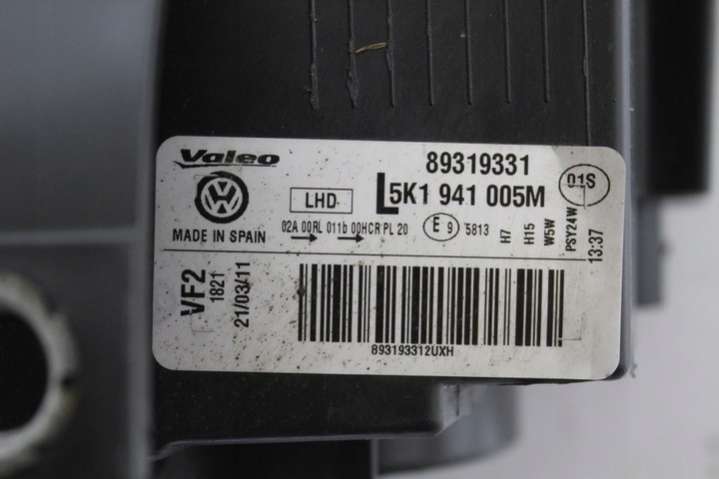 Valeo
89319331
LHD
L 5K1 941 005M
01S
MADE IN SPAIN
02A 00RL 011b 00HCR PL 20
E 9 5813
H7
H15
W5W
PSY24W
13:37
VF2
1821
21/03/11
893193312UXH